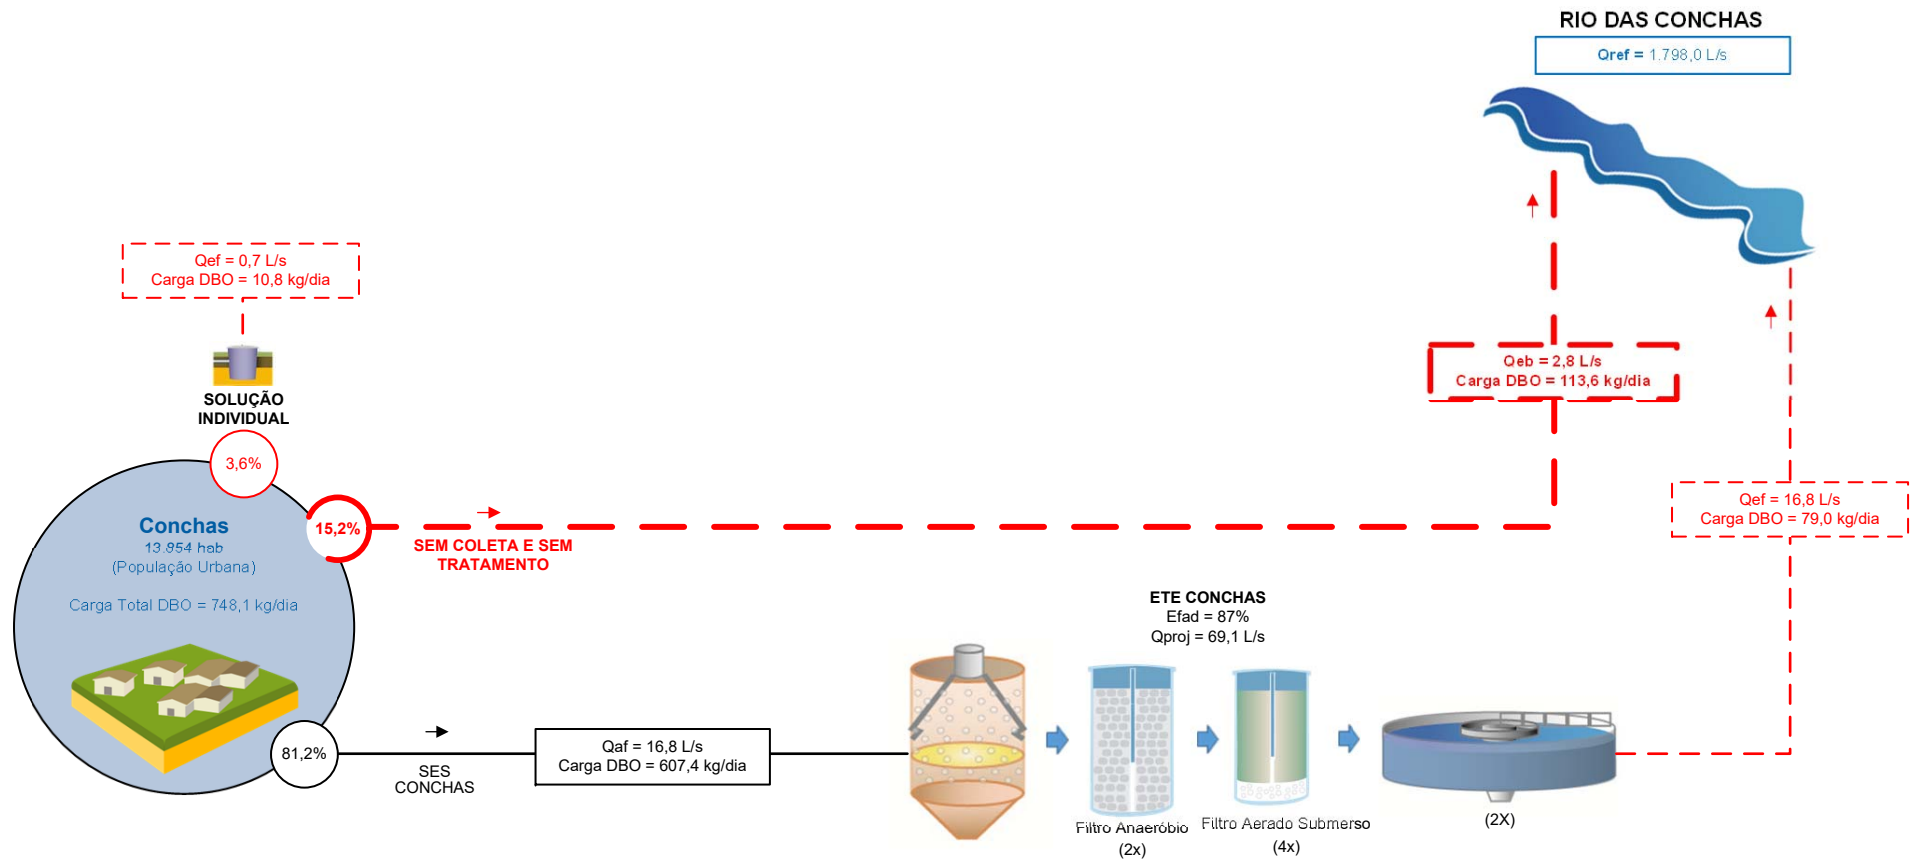 RIO DAS CONCHAS
Qref = 1.798,0 L/s
Qef = 0,7 L/s
Carga DBO = 10,8 kg/dia
SOLUÇÃO
INDIVIDUAL
3,6%
Qeb = 2,8 L/s
Carga DBO = 113,6 kg/dia
Qef = 16,8 L/s
Carga DBO = 79,0 kg/dia
Conchas
13.854 hab
(População Urbana)
Carga Total DBO = 748,1 kg/dia
15,2%
SEM COLETA E SEM
TRATAMENTO
ETE CONCHAS
Efad = 87%
Qproj = 69,1 L/s
81,2%
SES
CONCHAS
Qaf = 16,8 L/s
Carga DBO = 607,4 kg/dia
Filtro Anaeróbio
(2x)
Filtro Aerado Submerso
(4x)
(2X)